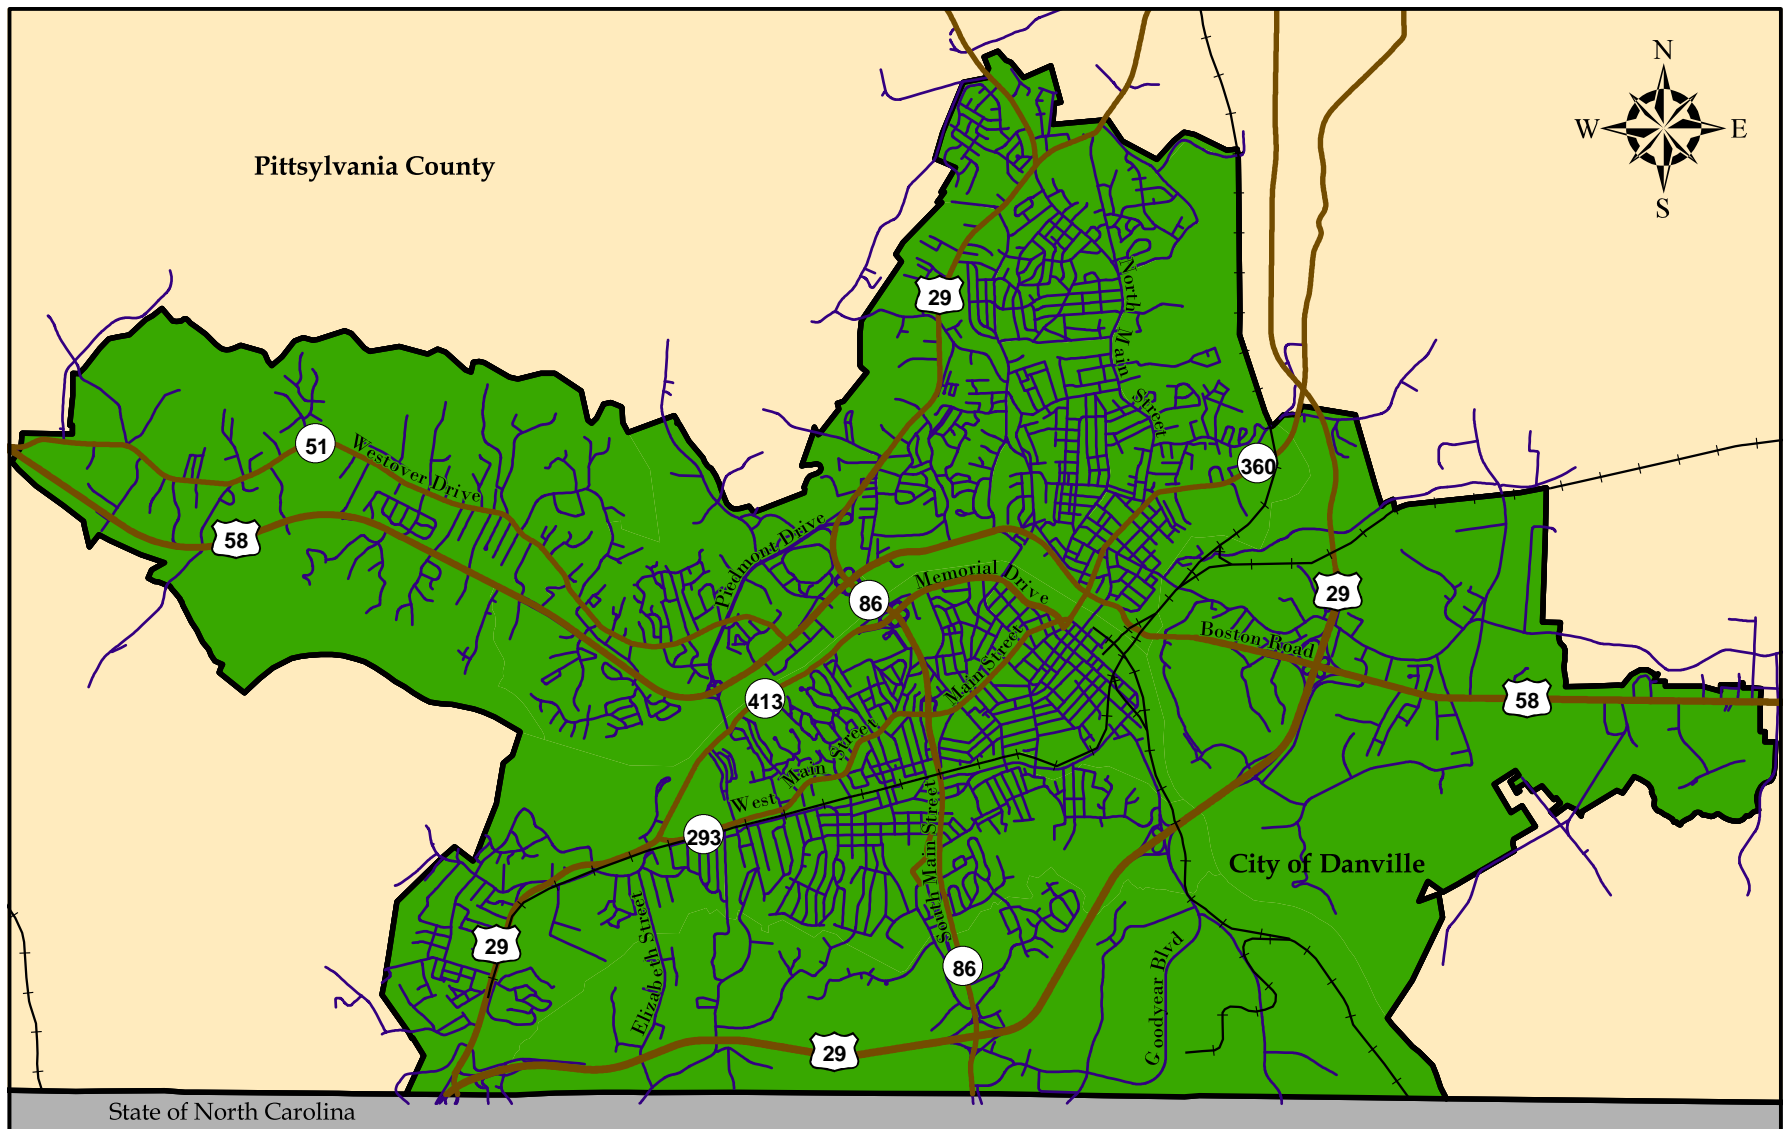 N
W E
S
Pittsylvania County
29
North Main Street
51
Westover Drive
360
58
Piedmont Drive
86
Memorial Drive
29
Boston Road
Main Street
413
58
West Main Street
293
South Main Street
City of Danville
Elizabeth Street
29
86
Goodyear Blvd
29
State of North Carolina